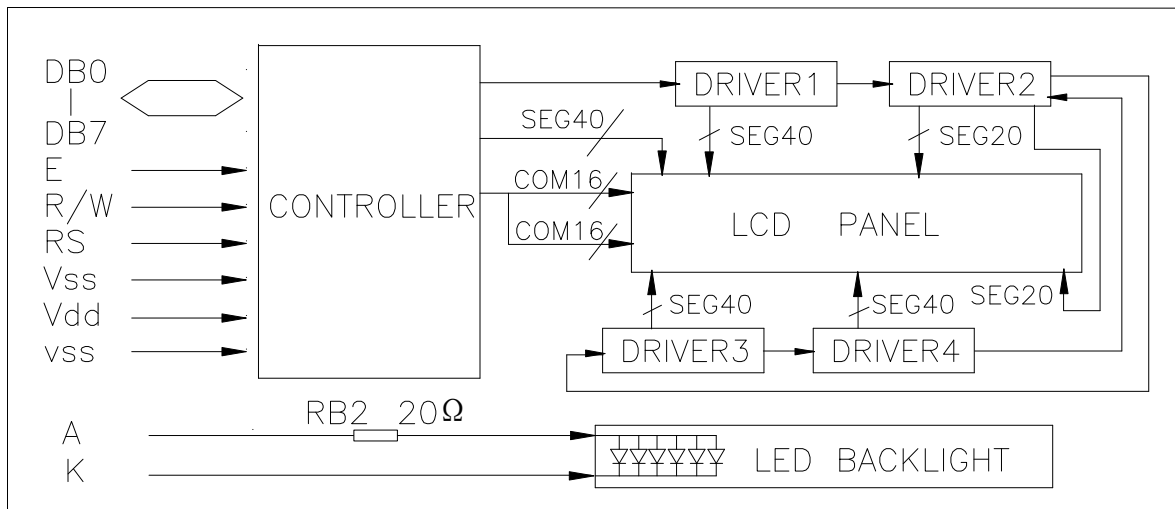 DB0
DB7
E
R/W
RS
Vss
Vdd
vss
CONTROLLER
DRIVER1
DRIVER2
SEG40
SEG40
SEG20
COM16
COM16
LCD PANEL
SEG40
SEG40
SEG20
DRIVER3
DRIVER4
RB2 20Ω
A
K
LED BACKLIGHT